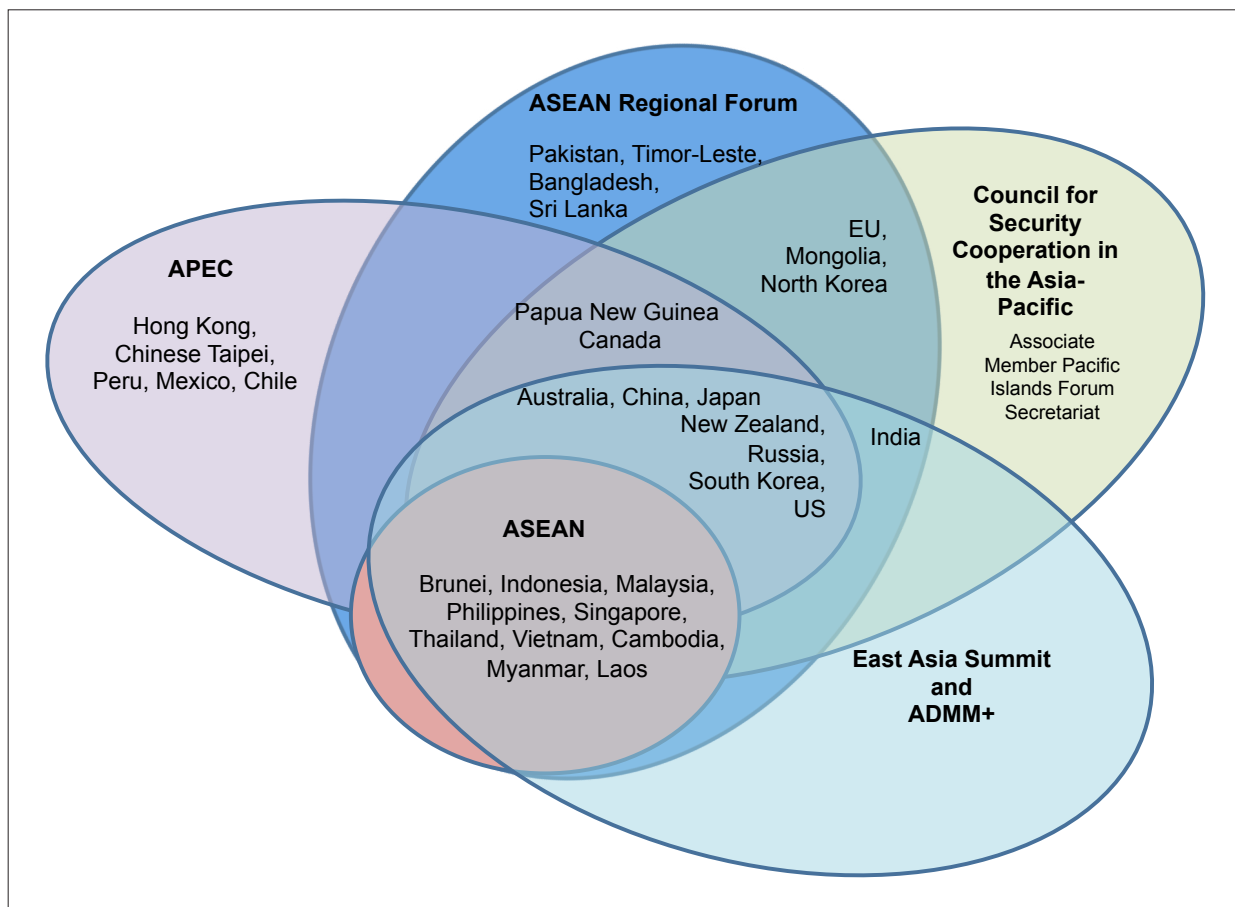 ASEAN Regional Forum
Pakistan, Timor-Leste,
Bangladesh,
Sri Lanka
Council for
Security
Cooperation in
the Asia-
Pacific
Associate
Member Pacific
Islands Forum
Secretariat
EU,
Mongolia,
North Korea
APEC
Hong Kong,
Chinese Taipei,
Peru, Mexico, Chile
Papua New Guinea
Canada
Australia, China, Japan
New Zealand,
Russia,
South Korea,
US
India
ASEAN
Brunei, Indonesia, Malaysia,
Philippines, Singapore,
Thailand, Vietnam, Cambodia,
Myanmar, Laos
East Asia Summit
and
ADMM+